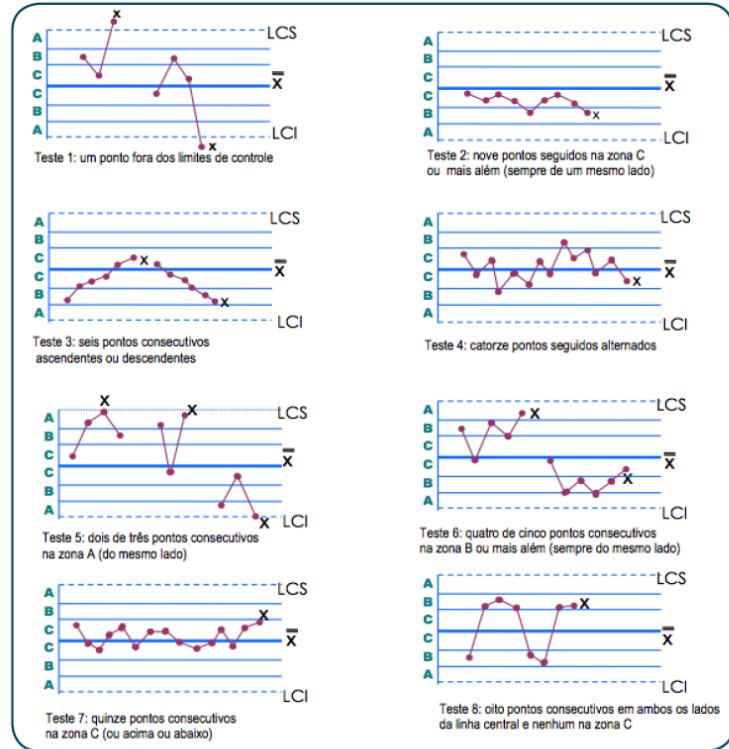 A
B
C
C
B
A
x
x
LCS
X
LCI
Teste 1: um ponto fora dos limites de controle
A
B
C
C
B
A
x
LCS
X
LCI
Teste 2: nove pontos seguidos na zona C
ou mais além (sempre de um mesmo lado)
A
B
C
C
B
A
X
X
LCS
X
LCI
Teste 3: seis pontos consecutivos
ascendentes ou descendentes
A
B
C
C
B
A
X
LCS
X
LCI
Teste 4: catorze pontos seguidos alternados
A
B
C
C
B
A
X
X
X
LCS
X
LCI
Teste 5: dois de três pontos consecutivos
na zona A (do mesmo lado)
A
B
C
C
B
A
X
X
LCS
X
LCI
Teste 6: quatro de cinco pontos consecutivos
na zona B ou mais além (sempre do mesmo lado)
A
B
C
C
B
A
X
LCS
X
LCI
Teste 7: quinze pontos consecutivos
na zona C (ou acima ou abaixo)
A
B
C
C
B
A
X
LCS
X
LCI
Teste 8: oito pontos consecutivos em ambos os lados
da linha central e nenhum na zona C